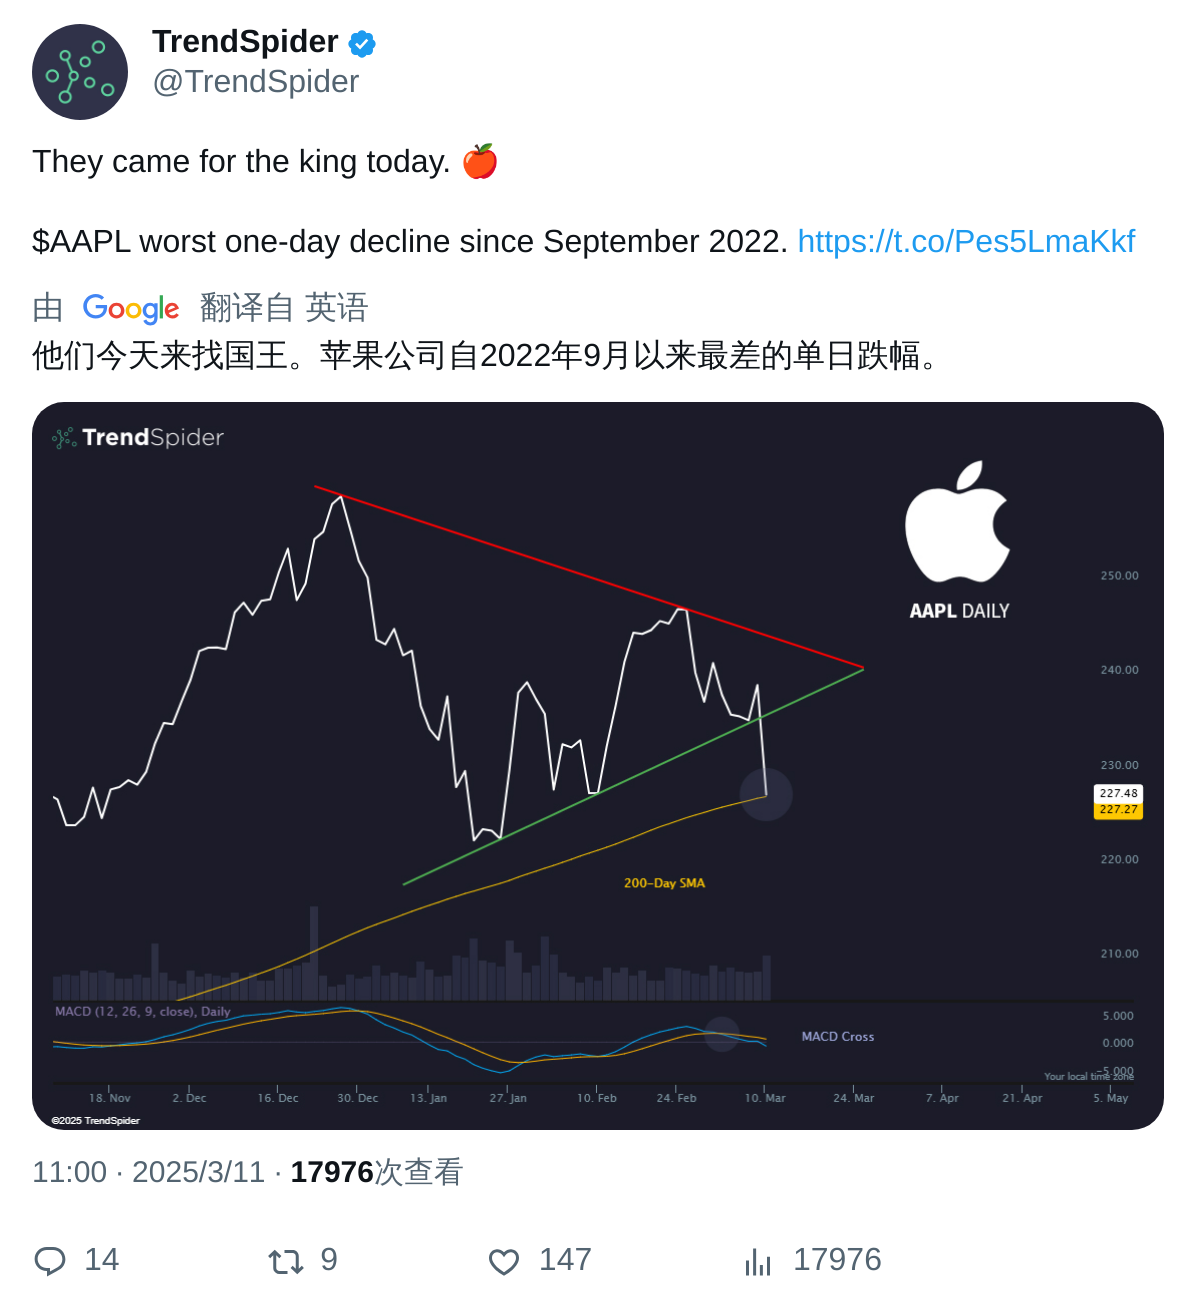 TrendSpider
@TrendSpider
They came for the king today. 🍎
$AAPL worst one-day decline since September 2022. https://t.co/Pes5LmaKkf
由 Google 翻译自 英语
他们今天来找国王。苹果公司自2022年9月以来最差的单日跌幅。
TrendSpider
250.00
AAPL DAILY
240.00
230.00
227.48
227.27
220.00
200-Day SMA
210.00
MACD (12, 26, 9, close), Daily
5.000
MACD Cross
0.000
-5.000
Your local time zone
18. Nov 2. Dec 16. Dec 30. Dec 13. Jan 27. Jan 10. Feb 24. Feb 10. Mar 24. Mar 7. Apr 21. Apr 5. May
©2025 TrendSpider
11:00 · 2025/3/11 · 17976次查看
14 9 147 17976